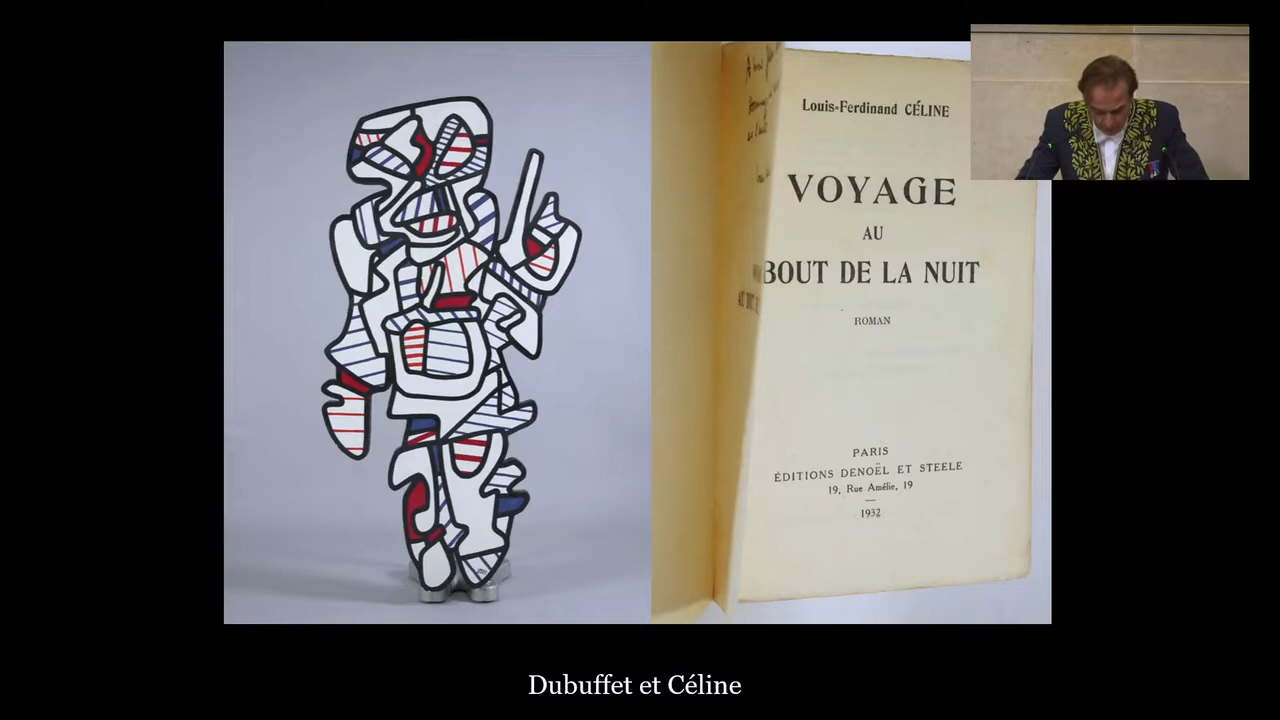 Louis-Ferdinand CÉLINE
VOYAGE
AU
BOUT DE LA NUIT
ROMAN
PARIS
ÉDITIONS DENOËL ET STEELE
19, Rue Amélie, 19
1932
Dubuffet et Céline